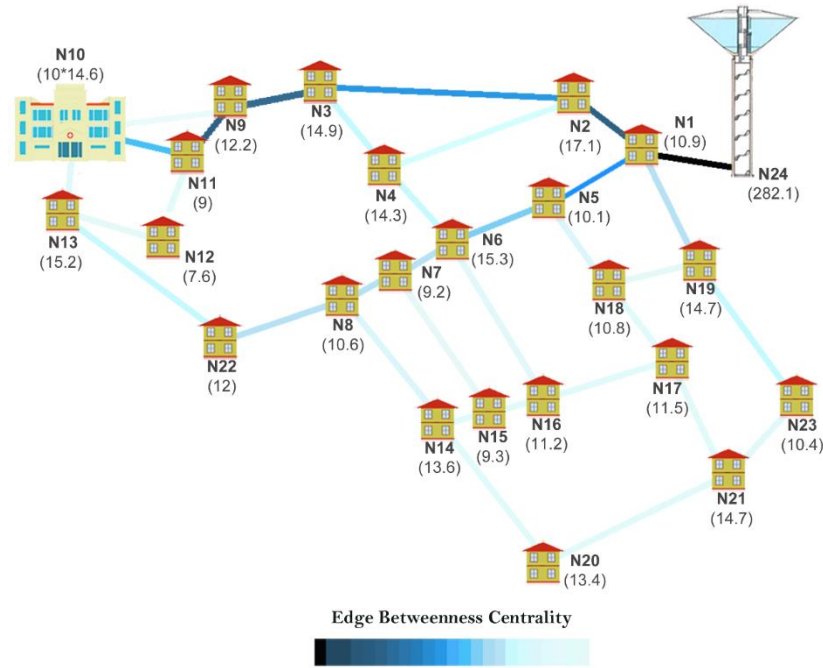 N10
(10*14.6)
N9
(12.2)
N3
(14.9)
N2
(17.1)
N1
(10.9)
N24
(282.1)
N11
(9)
N4
(14.3)
N5
(10.1)
N13
(15.2)
N12
(7.6)
N6
(15.3)
N7
(9.2)
N19
(14.7)
N18
(10.8)
N8
(10.6)
N22
(12)
N17
(11.5)
N23
(10.4)
N16
(11.2)
N15
(9.3)
N14
(13.6)
N21
(14.7)
N20
(13.4)
Edge Betweenness Centrality